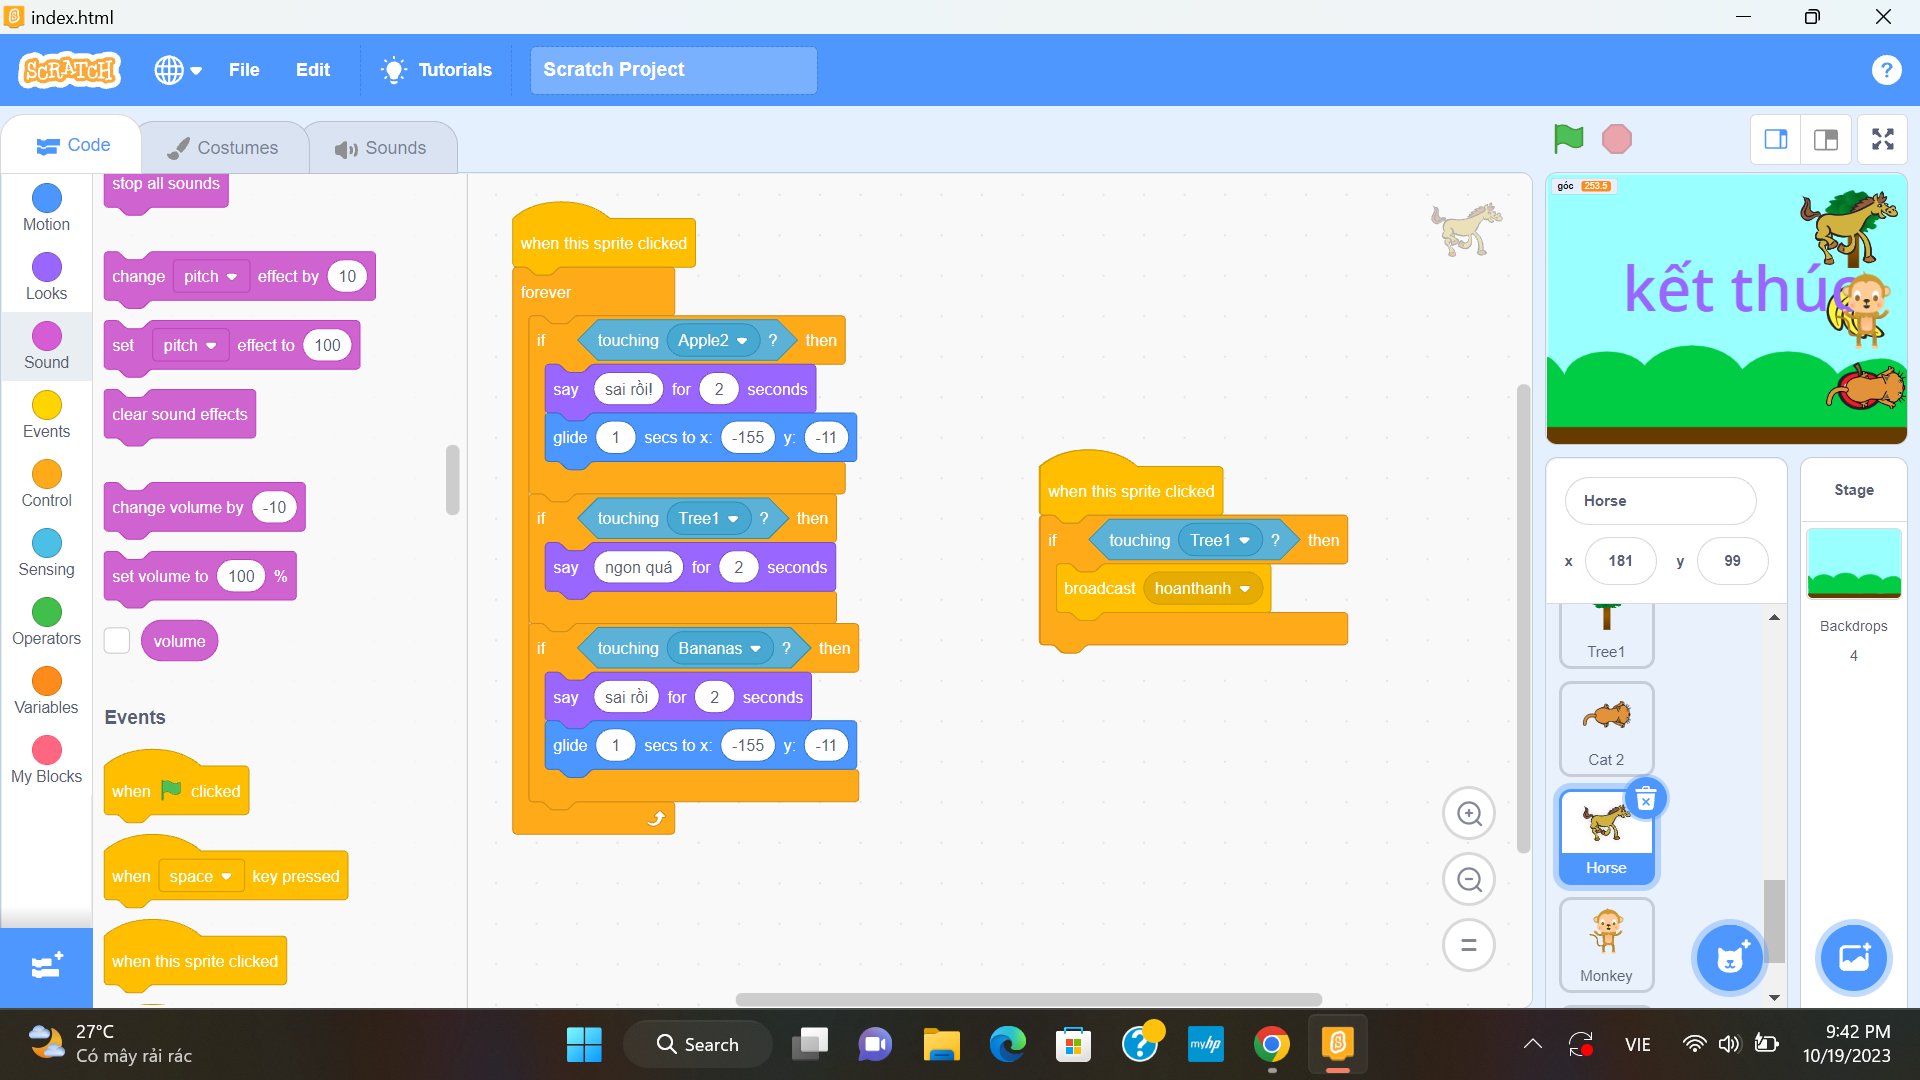 index.html
SCRATCH
File
Edit
Tutorials
Scratch Project
?
Code
Costumes
Sounds
Motion
Looks
Sound
Events
Control
Sensing
Operators
Variables
My Blocks
stop all sounds
change pitch effect by 10
set pitch effect to 100
clear sound effects
change volume by -10
set volume to 100 %
volume
Events
when clicked
when space key pressed
when this sprite clicked
when this sprite clicked
forever
if touching Apple2 ? then
say sai rồi! for 2 seconds
glide 1 secs to x: -155 y: -11
if touching Tree1 ? then
say ngon quá for 2 seconds
if touching Bananas ? then
say sai rồi for 2 seconds
glide 1 secs to x: -155 y: -11
when this sprite clicked
if touching Tree1 ? then
broadcast hoanthanh
góc 253.5
kết thúc
Horse
x 181 y 99
Tree1
Cat 2
Horse
Monkey
Stage
Backdrops
4
27°C
Có mây rải rác
Search
myhp
VIE
9:42 PM
10/19/2023